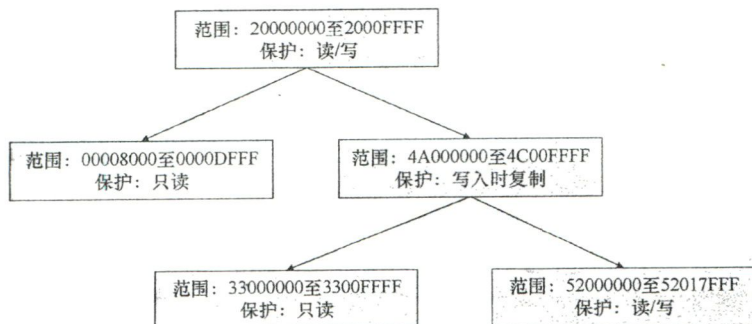 范围：20000000至2000FFFF
保护：读/写
范围：00008000至0000DFFF
保护：只读
范围：4A000000至4C00FFFF
保护：写入时复制
范围：33000000至3300FFFF
保护：只读
范围：52000000至52017FFF
保护：读/写